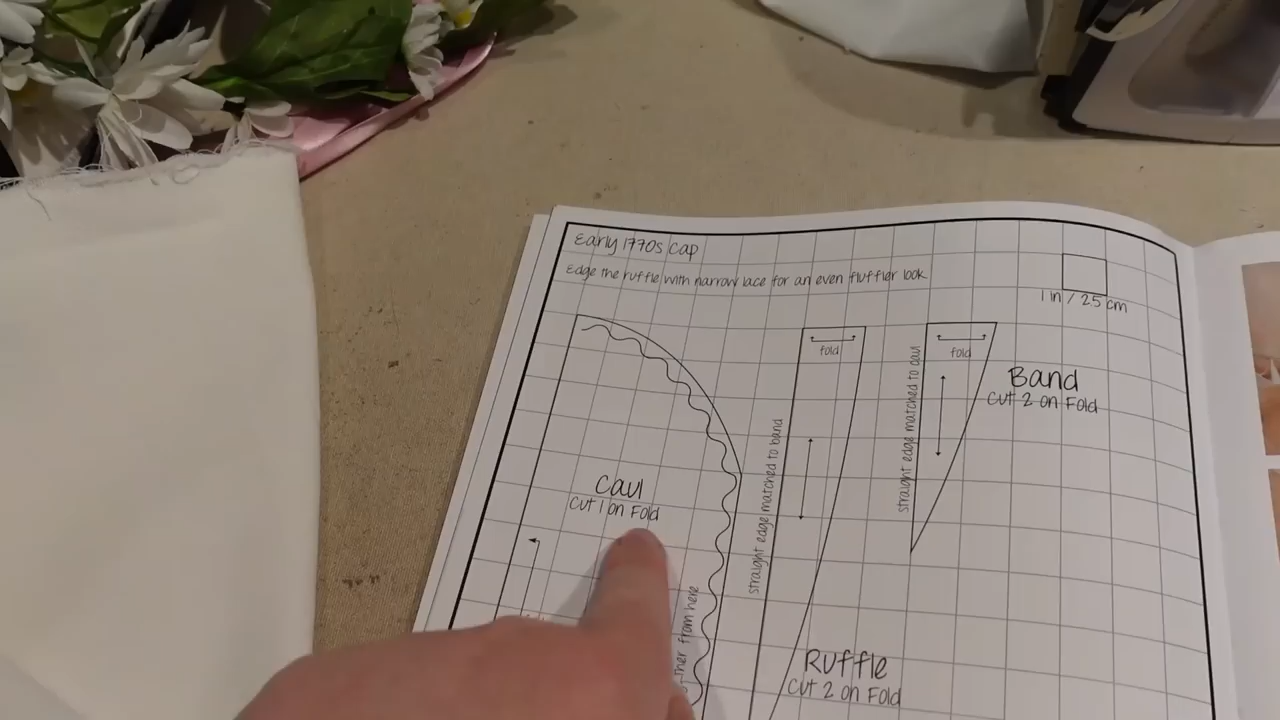 Early 1770s Cap
Edge the ruffle with narrow lace for an even fluffier look
1 in / 2.5 cm
fold
fold
straight edge matched to caul
Band
Cut 2 on Fold
straight edge matched to band
Caul
Cut 1 on Fold
from here
Ruffle
Cut 2 on Fold